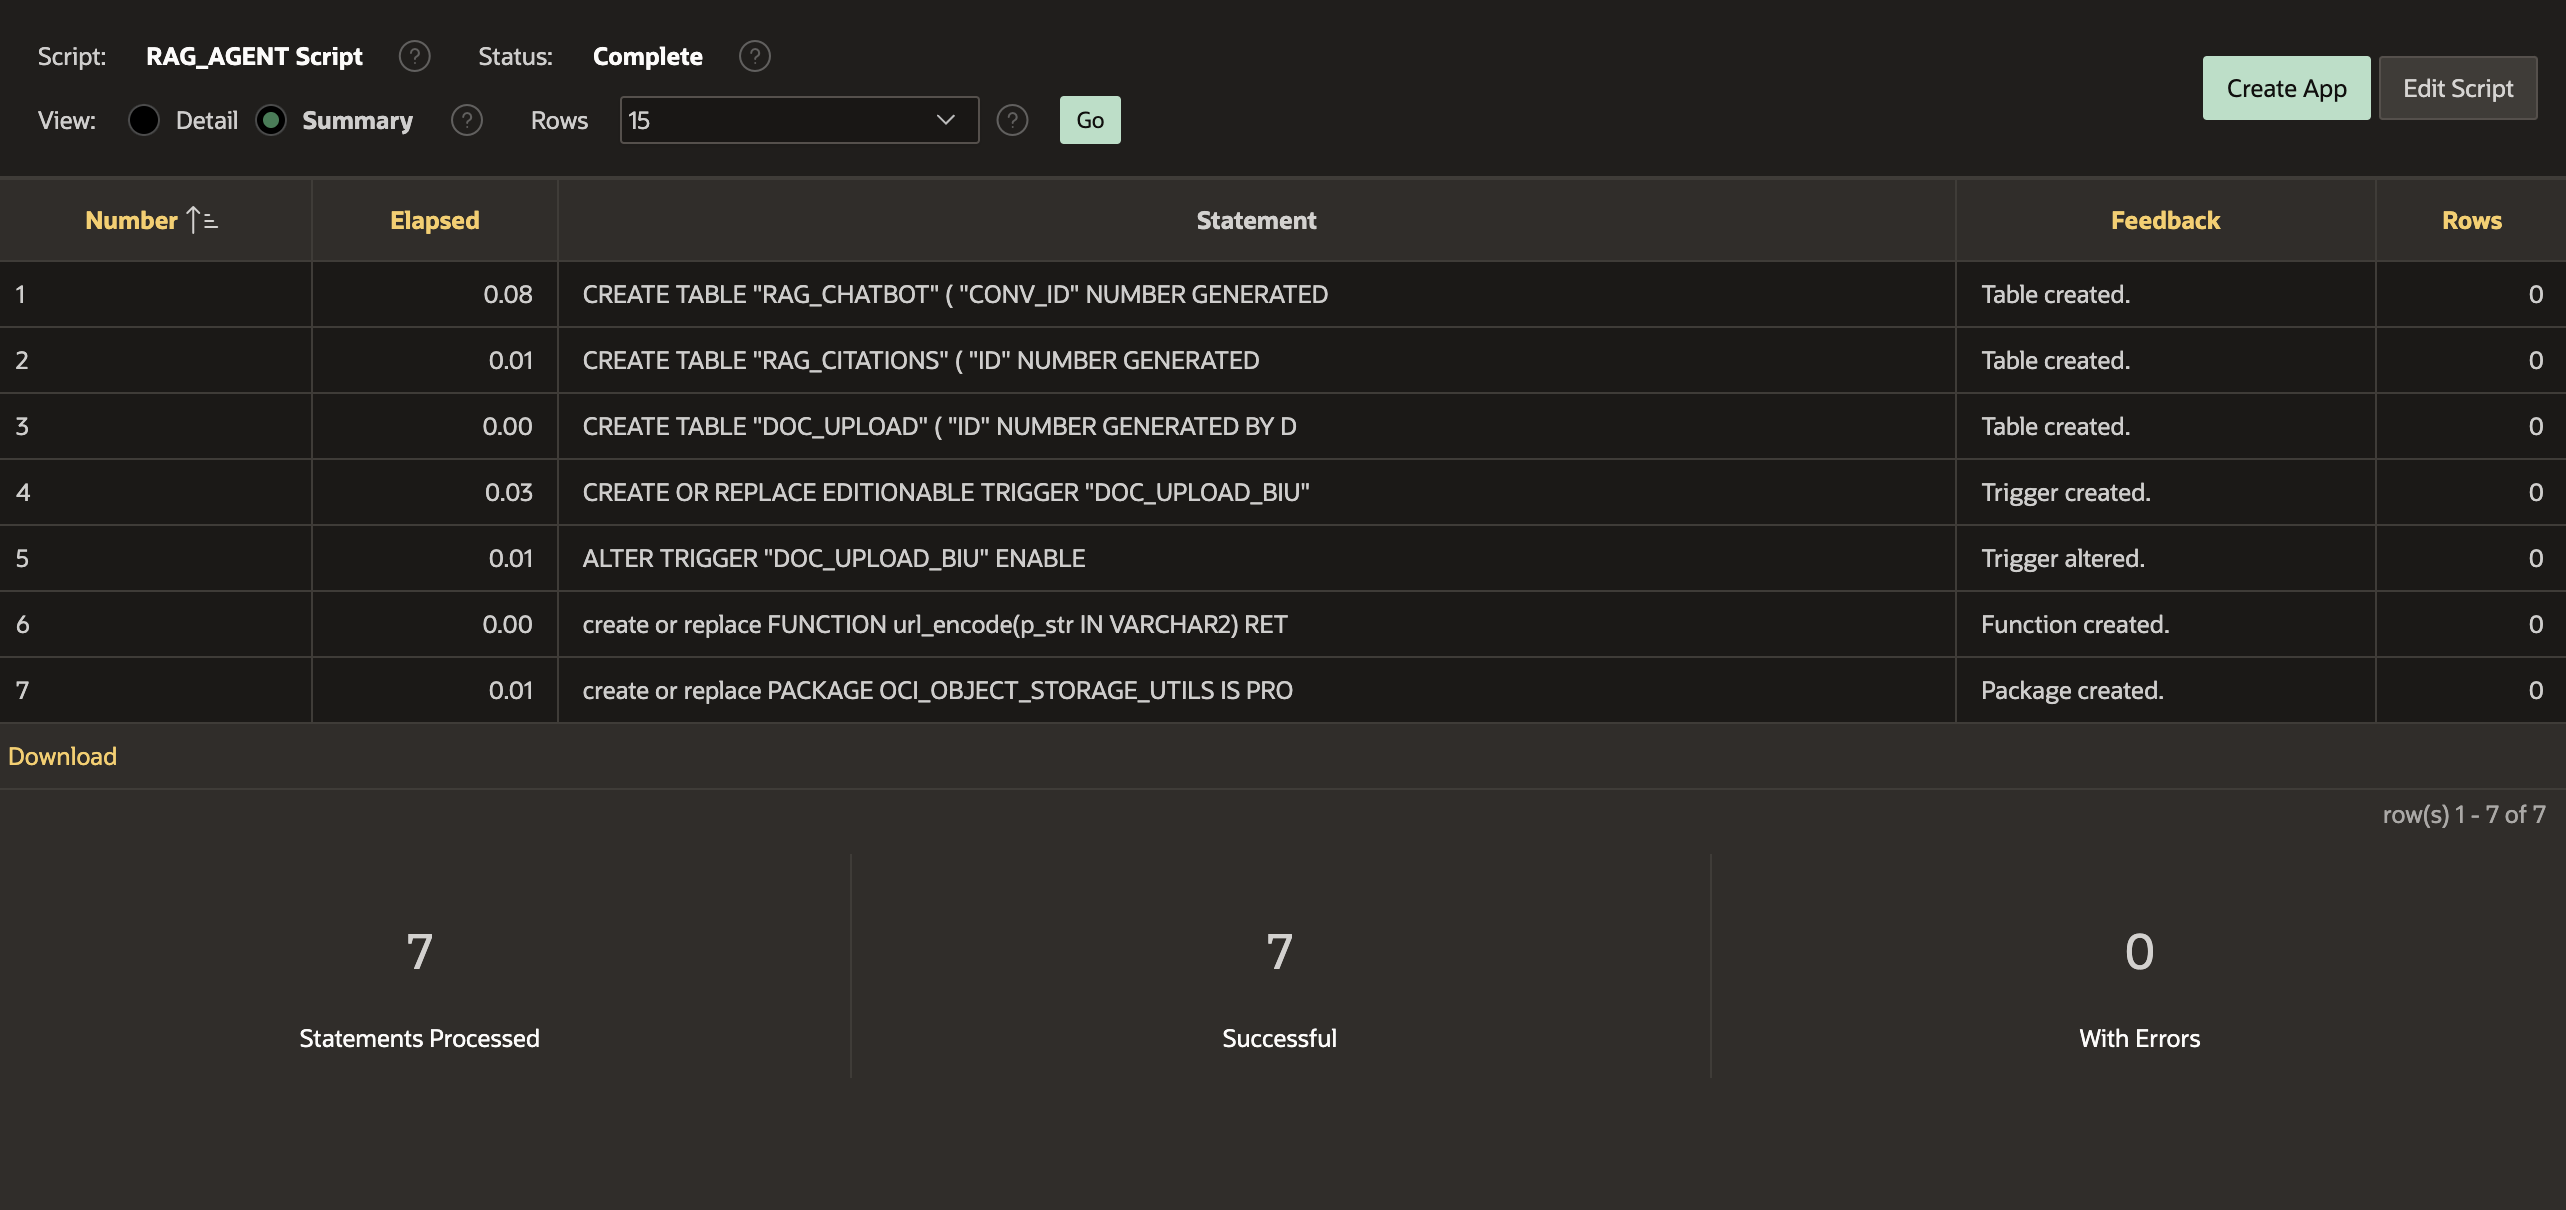 Script: RAG_AGENT Script ? Status: Complete ?
View: Detail Summary ? Rows 15 ? Go
Create App Edit Script
Number Elapsed Statement Feedback Rows
1 0.08 CREATE TABLE "RAG_CHATBOT" ( "CONV_ID" NUMBER GENERATED Table created. 0
2 0.01 CREATE TABLE "RAG_CITATIONS" ( "ID" NUMBER GENERATED Table created. 0
3 0.00 CREATE TABLE "DOC_UPLOAD" ( "ID" NUMBER GENERATED BY D Table created. 0
4 0.03 CREATE OR REPLACE EDITIONABLE TRIGGER "DOC_UPLOAD_BIU" Trigger created. 0
5 0.01 ALTER TRIGGER "DOC_UPLOAD_BIU" ENABLE Trigger altered. 0
6 0.00 create or replace FUNCTION url_encode(p_str IN VARCHAR2) RET Function created. 0
7 0.01 create or replace PACKAGE OCI_OBJECT_STORAGE_UTILS IS PRO Package created. 0
Download
row(s) 1 - 7 of 7
7 7 0
Statements Processed Successful With Errors